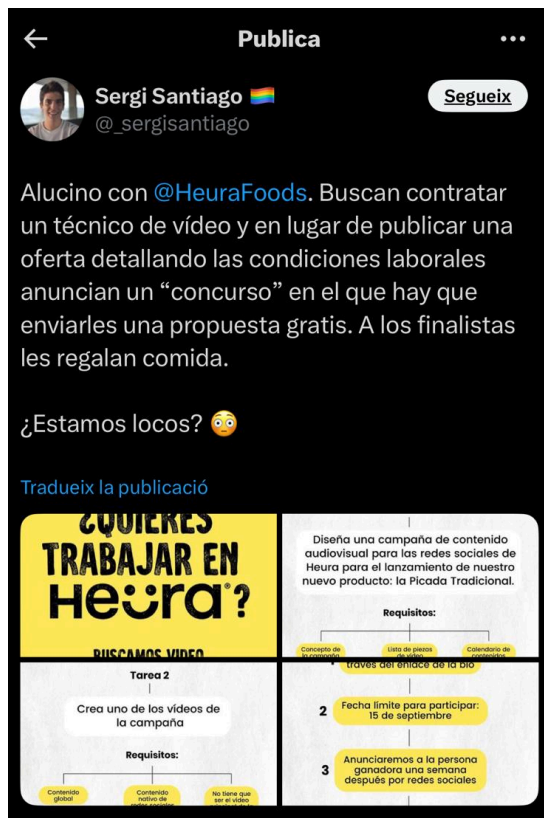 Publica
Sergi Santiago 🏳️‍🌈
@_sergisantiago
Segueix
Alucino con @HeuraFoods. Buscan contratar
un técnico de vídeo y en lugar de publicar una
oferta detallando las condiciones laborales
anuncian un “concurso” en el que hay que
enviarles una propuesta gratis. A los finalistas
les regalan comida.
¿Estamos locos? 😳
Tradueix la publicació
¿QUIERES
TRABAJAR EN
Heüra®?
BUSCAMOS VIDEO
Diseña una campaña de contenido
audiovisual para las redes sociales de
Heura para el lanzamiento de nuestro
nuevo producto: la Picada Tradicional.
Requisitos:
Concepto de
la campaña
Lista de piezas
de vídeo
Calendario de
contenidos
Tarea 2
Crea uno de los vídeos de
la campaña
Requisitos:
Contenido
global
Contenido
nativo de
redes sociales
No tiene que
ser el vídeo
través del enlace de la bio
2
Fecha límite para participar:
15 de septiembre
3
Anunciaremos a la persona
ganadora una semana
después por redes sociales